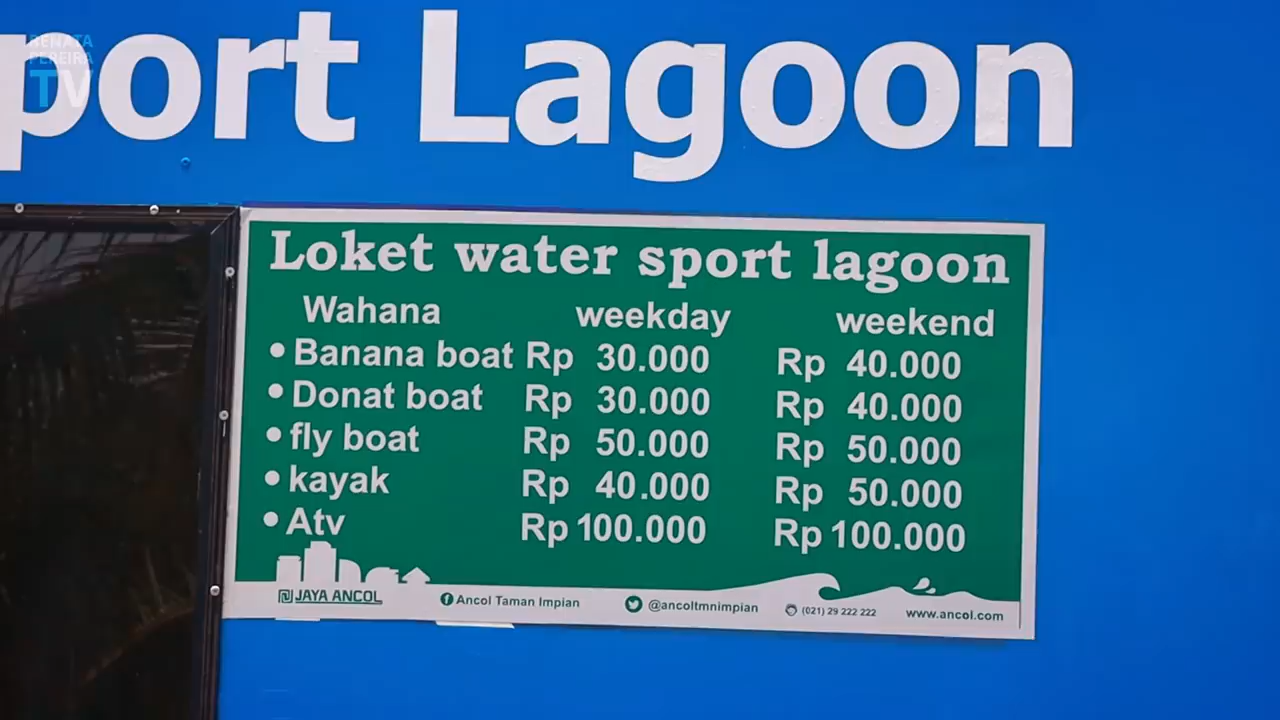 RENATA
PEREIRA
TV
port Lagoon
Loket water sport lagoon
Wahana weekday weekend
• Banana boat Rp 30.000 Rp 40.000
• Donat boat Rp 30.000 Rp 40.000
• fly boat Rp 50.000 Rp 50.000
• kayak Rp 40.000 Rp 50.000
• Atv Rp 100.000 Rp 100.000
JAYA ANCOL Ancol Taman Impian @ancoltmnimpian (021) 29 222 222 www.ancol.com